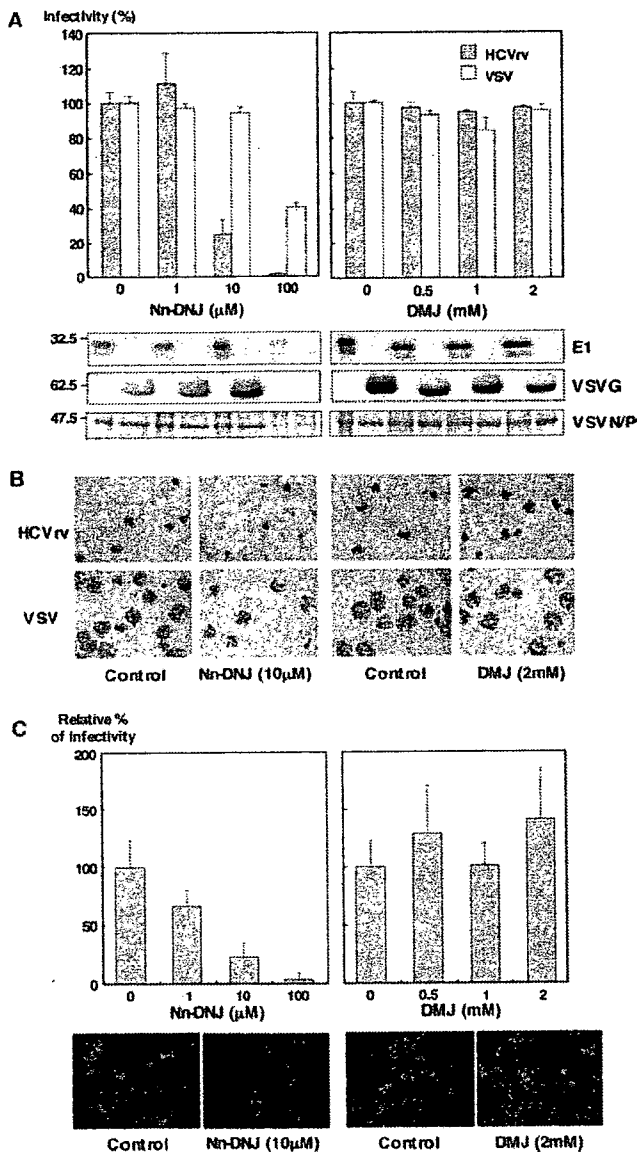 A
Infectivity (%)
140
120
100
80
60
40
20
0
HCVrv
VSV
0 1 10 100
Nn-DNJ (µM)
0 0.5 1 2
DMJ (mM)
32.5
E1
62.5
VSVG
47.5
VSVN/P
B
HCVrv
VSV
Control
Nn-DNJ (10µM)
Control
DMJ (2mM)
C
Relative %
of Infectivity
200
150
100
50
0
0 1 10 100
Nn-DNJ (µM)
0 0.5 1 2
DMJ (mM)
Control
Nn-DNJ (10µM)
Control
DMJ (2mM)